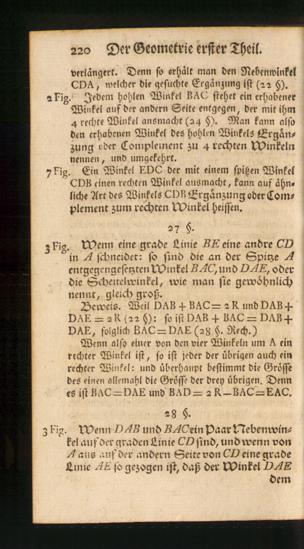 220 Der Geometrie erster Theil.
verlängert. Denn so erhält man den Nebenwinkel
CDA, welcher die gesuchte Ergänzung ist (22 §).
2 Fig. Jedem hohlen Winkel BAC stehet ein erhabener
Winkel auf der andern Seite entgegen, der mit ihm
4 rechte Winkel ausmacht (24 §). Man kann also
den erhabenen Winkel des hohlen Winkels Ergän-
zung oder Complement zu 4 rechten Winkeln
nennen, und umgekehrt.
7 Fig. Ein Winkel EDC der mit einem spitzen Winkel
CDB einen rechten Winkel ausmacht, kann auf ähn-
liche Art des Winkels CDB Ergänzung oder Com-
plement zum rechten Winkel heissen.
27 §.
3 Fig. Wenn eine grade Linie BE eine andre CD
in A schneidet: so sind die an der Spitze A
entgegengesetzten Winkel BAC, und DAE, oder
die Scheitelwinkel, wie man sie gewöhnlich
nennt, gleich groß.
Beweis. Weil DAB + BAC = 2 R und DAB +
DAE = 2 R (22 §): so ist DAB + BAC = DAB +
DAE, folglich BAC = DAE (28 §. Rech.)
Wenn also einer von den vier Winkeln um A ein
rechter Winkel ist, so ist jeder der übrigen auch ein
rechter Winkel: und überhaupt bestimmt die Grösse
des einen allemahl die Grösse der drey übrigen. Denn
es ist BAC = DAE und BAD = 2 R − BAC = EAC.
28 §.
3 Fig. Wenn DAB und BAC ein Paar Nebenwin-
kel auf der graden Linie CD sind, und wenn von
A aus auf der andern Seite von CD eine grade
Linie AE so gezogen ist, daß der Winkel DAE
dem